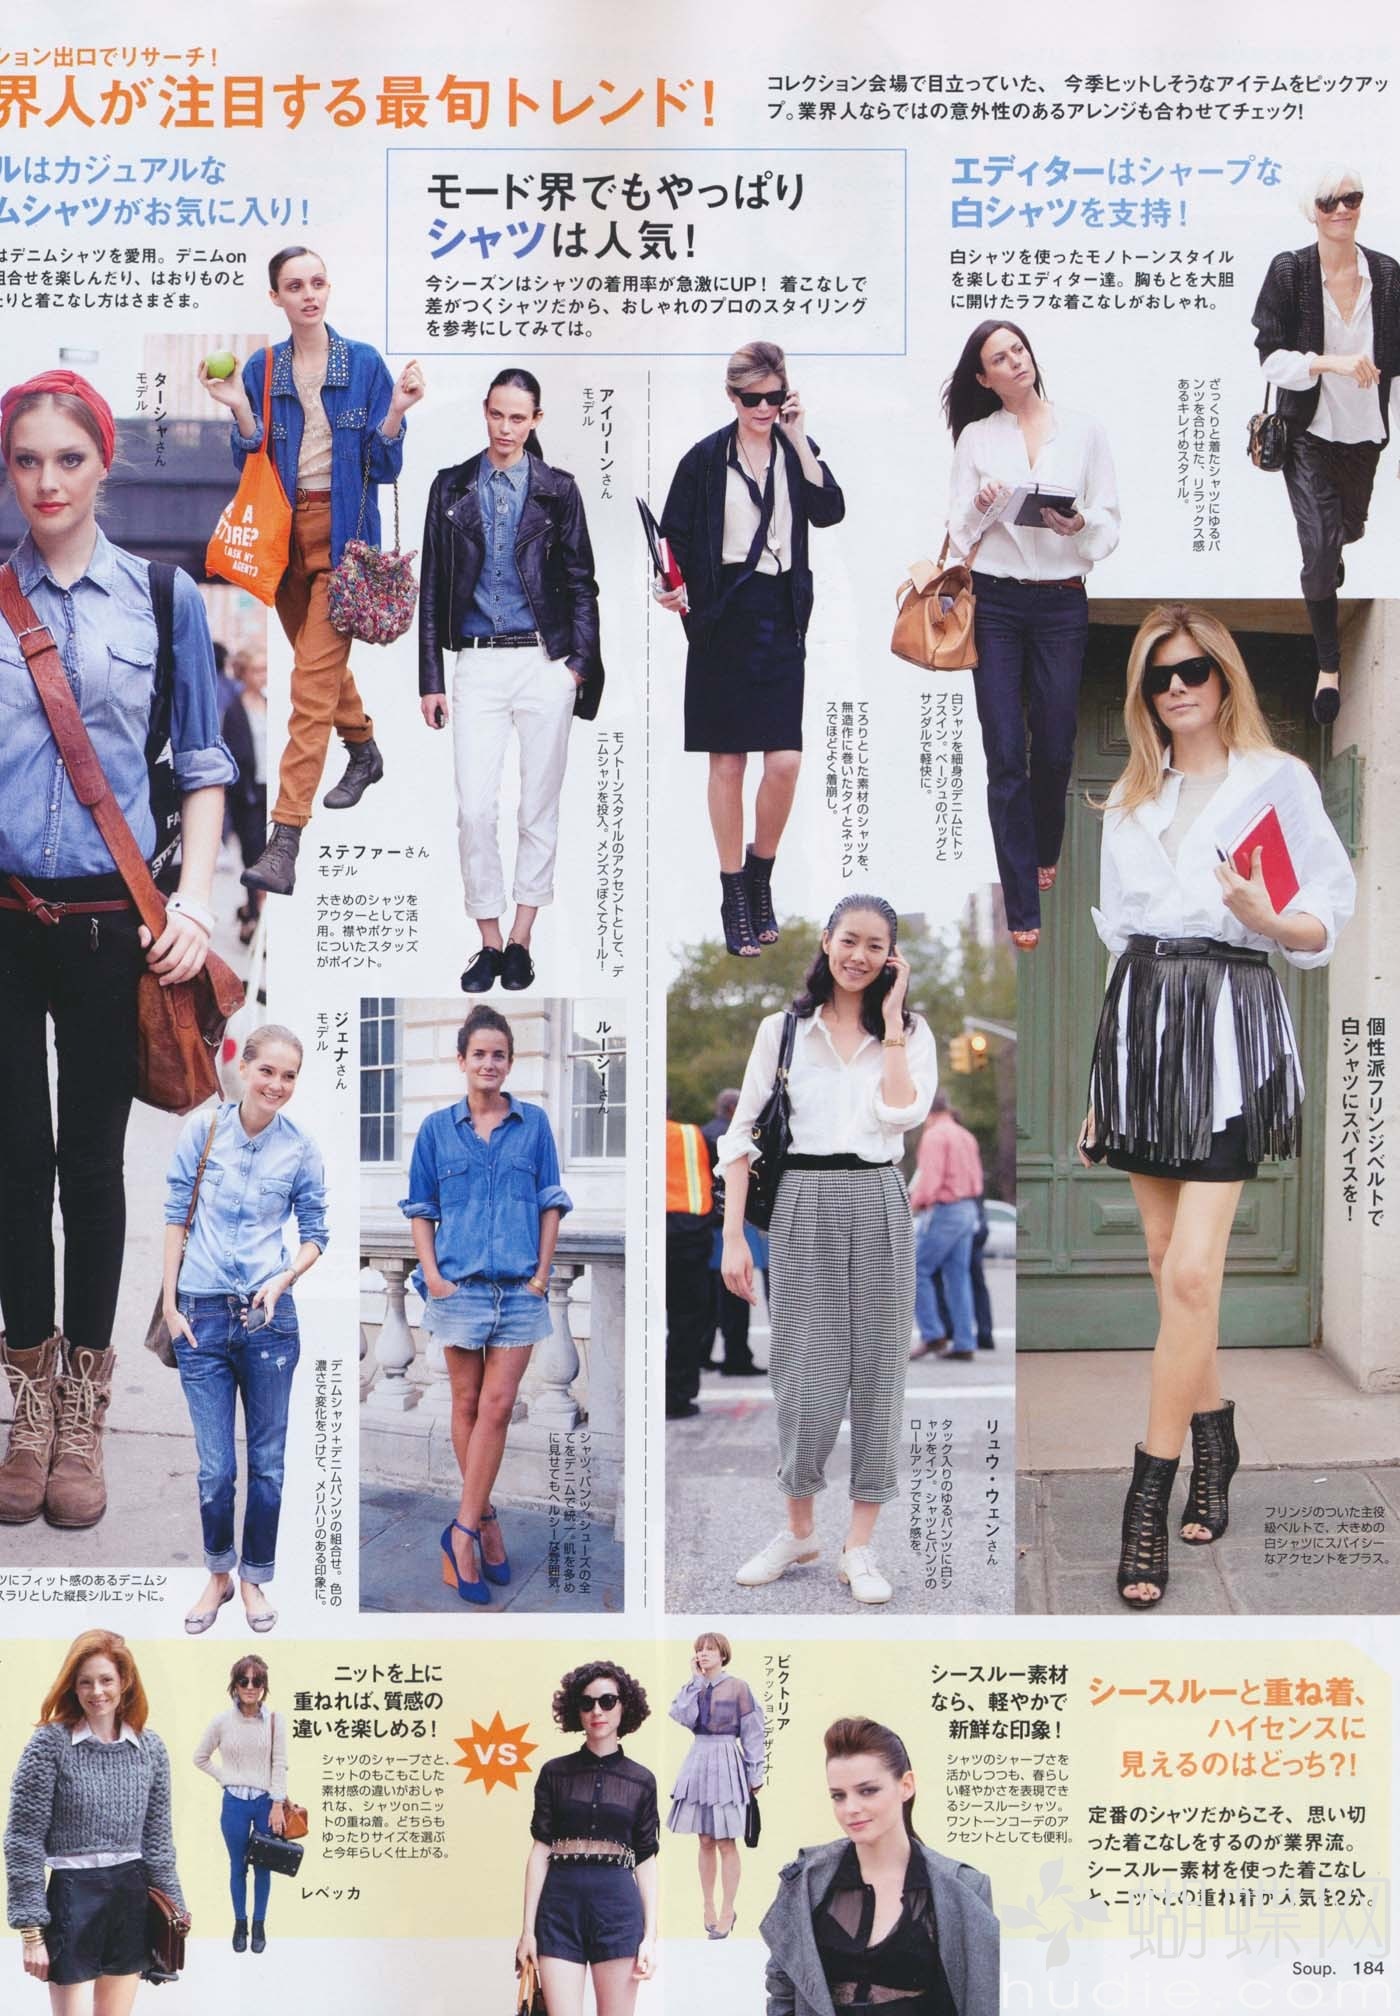 ション出口でリサーチ！
界人が注目する最旬トレンド！
コレクション会場で目立っていた、今季ヒットしそうなアイテムをピックアッ
プ。業界人ならではの意外性のあるアレンジも合わせてチェック！
ルはカジュアルな
ムシャツがお気に入り！
はデニムシャツを愛用。デニムon
組合せを楽しんだり、はおりものと
たりと着こなし方はさまざま。
モード界でもやっぱり
シャツは人気！
今シーズンはシャツの着用率が急激にUP！ 着こなしで
差がつくシャツだから、おしゃれのプロのスタイリング
を参考にしてみては。
エディターはシャープな
白シャツを支持！
白シャツを使ったモノトーンスタイル
を楽しむエディター達。胸もとを大胆
に開けたラフな着こなしがおしゃれ。
ターシャさん
モデル
ツにフィット感のあるデニムシ
スラリとした縦長シルエットに。
ステファーさん
モデル
大きめのシャツを
アウターとして活
用。襟やポケット
についたスタッズ
がポイント。
アイリーンさん
モデル
モノトーンスタイルのアクセントとして、デ
ニムシャツを投入。メンズっぽくてクール！
ジェナさん
モデル
デニムシャツ+デニムパンツの組合せ。色の
濃さで変化をつけて、メリハリのある印象に。
ルーシーさん
シャツ、パンツ、シューズの全
てをデニムで統一。肌を多め
に見せてもヘルシーな雰囲気。
てろりとした素材のシャツを、
無造作に巻いたタイとネックレ
スでほどよく着崩し。
白シャツを細身のデニムにトッ
プスイン。ベージュのバッグと
サンダルで軽快に。
ざっくりと着たシャツにゆるパ
ンツを合わせた、リラックス感
あるキレイめスタイル。
リュウ・ウェンさん
タック入りのゆるパンツに白シ
ャツをイン。シャツとパンツの
ロールアップでヌケ感を。
個性派フリンジベルトで
白シャツにスパイスを！
フリンジのついた主役
級ベルトで、大きめの
白シャツにスパイシー
なアクセントをプラス。
ニットを上に
重ねれば、質感の
違いを楽しめる！
シャツのシャープさと、
ニットのもこもこした
素材感の違いがおしゃ
れな、シャツonニッ
トの重ね着。どちらも
ゆったりサイズを選ぶ
と今年らしく仕上がる。
レベッカ
VS
ビクトリア
ファッションデザイナー
シースルー素材
なら、軽やかで
新鮮な印象！
シャツのシャープさを
活かしつつも、春らし
い軽やかさを表現でき
るシースルーシャツ。
ワントーンコーデのア
クセントとしても便利。
シースルーと重ね着、
ハイセンスに
見えるのはどっち？！
定番のシャツだからこそ、思い切
った着こなしをするのが業界流。
シースルー素材を使った着こなし
と、ニットとの重ね着が人気を2分。
A
TURE?
(ASK MY
AGENT)
蝴蝶网
hudie.com
Soup. 184